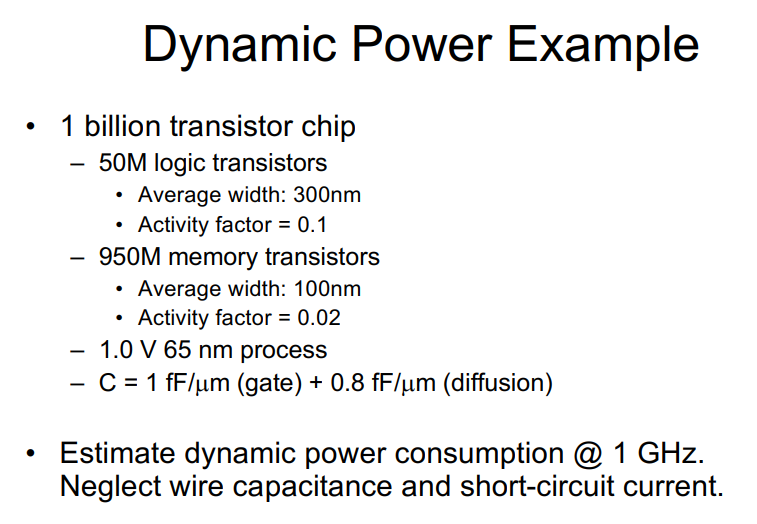 Dynamic Power Example
• 1 billion transistor chip
– 50M logic transistors
• Average width: 300nm
• Activity factor = 0.1
– 950M memory transistors
• Average width: 100nm
• Activity factor = 0.02
– 1.0 V 65 nm process
– C = 1 fF/μm (gate) + 0.8 fF/μm (diffusion)
• Estimate dynamic power consumption @ 1 GHz.
Neglect wire capacitance and short-circuit current.